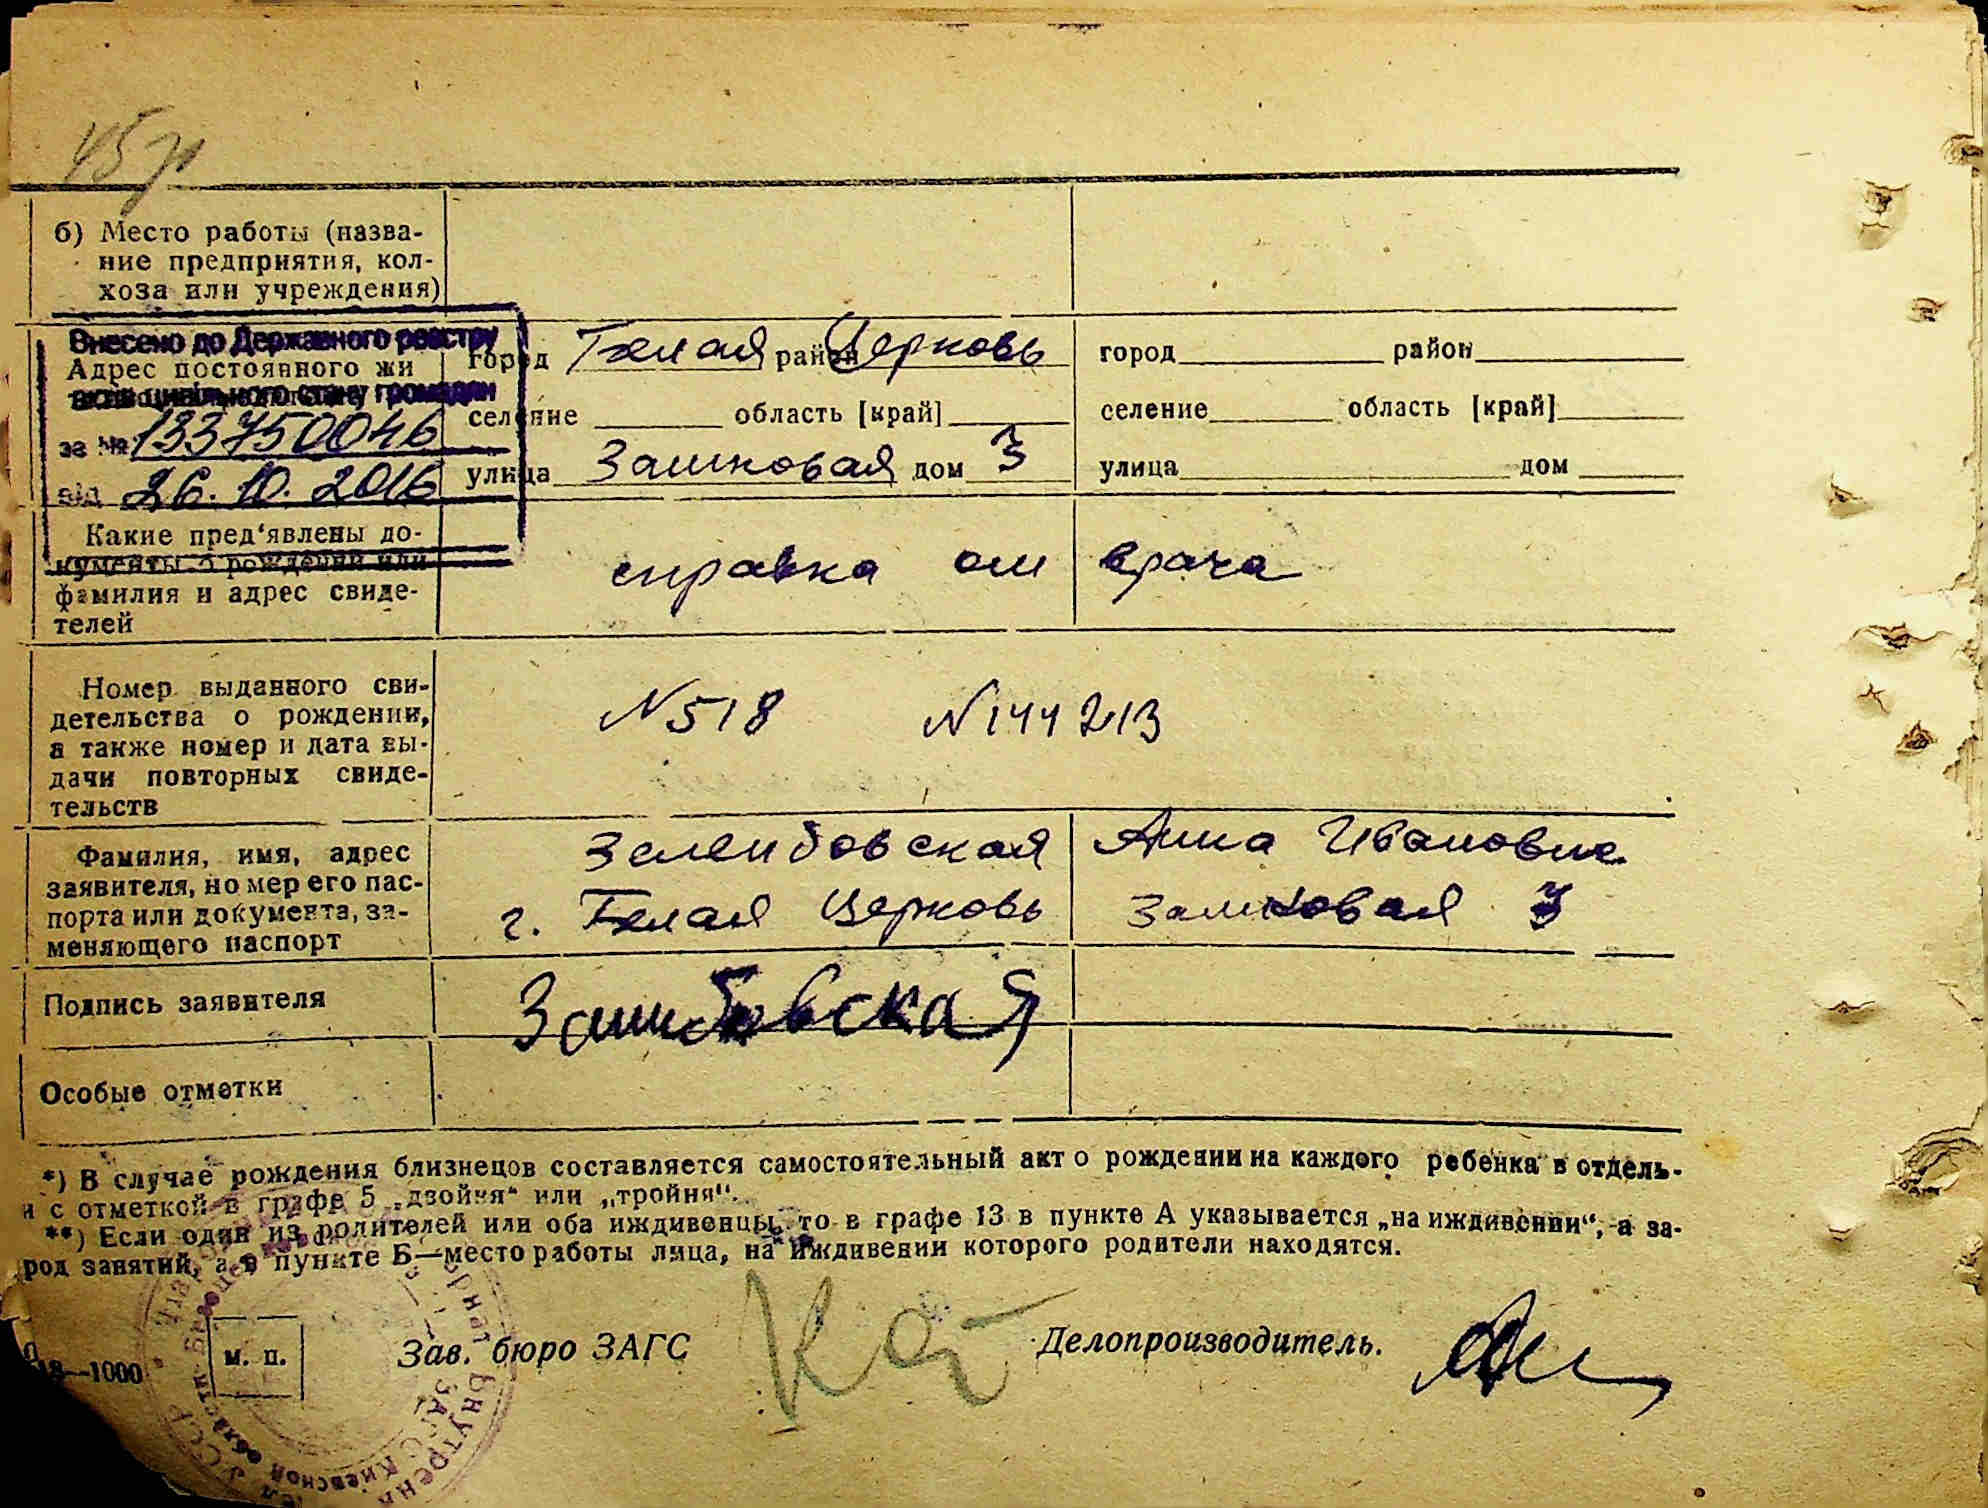 45 р
б) Место работы (назва-
ние предприятия, кол-
хоза или учреждения)
Внесено до Державного реєстру
Адрес постоянного жи
актів цивільного стану громадян
за № 133750046
від 26.10.2016
город Белая район Церковь
селение область [край]
улица Замковая дом 3
город район
селение область [край]
улица дом
Какие пред'явлены до-
кументы о рождении или
фамилия и адрес свиде-
телей
справка от врача
Номер выданного сви-
детельства о рождении,
а также номер и дата вы-
дачи повторных свиде-
тельств
N518 N144213
Фамилия, имя, адрес
заявителя, номер его пас-
порта или документа, за-
меняющего паспорт
Анна Ивановна
г. Белая Церковь Замковая 3
Подпись заявителя
Особые отметки
*) В случае рождения близнецов составляется самостоятельный акт о рождении на каждого ребенка в отдель-
и с отметкой в графе 5 „двойня“ или „тройня“.
**) Если один из родителей или оба иждивенцы, то в графе 13 в пункте А указывается „на иждивении“, а за-
род занятий, а в пункте Б—место работы лица, на иждивении которого родители находятся.
М. П.
Зав. бюро ЗАГС
Делопроизводитель.
18—1000